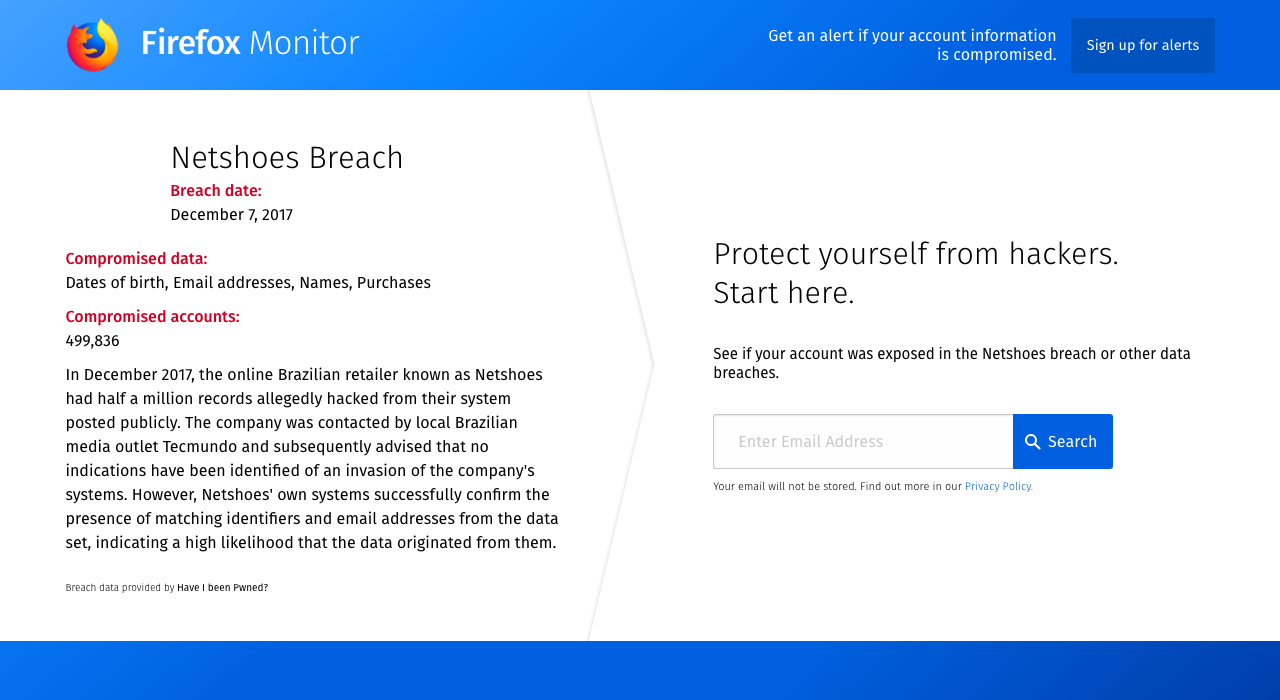 Firefox Monitor
Get an alert if your account information
is compromised.
Sign up for alerts
Netshoes Breach
Breach date:
December 7, 2017
Compromised data:
Dates of birth, Email addresses, Names, Purchases
Compromised accounts:
499,836
In December 2017, the online Brazilian retailer known as Netshoes
had half a million records allegedly hacked from their system
posted publicly. The company was contacted by local Brazilian
media outlet Tecmundo and subsequently advised that no
indications have been identified of an invasion of the company's
systems. However, Netshoes' own systems successfully confirm the
presence of matching identifiers and email addresses from the data
set, indicating a high likelihood that the data originated from them.
Breach data provided by Have I been Pwned?
Protect yourself from hackers.
Start here.
See if your account was exposed in the Netshoes breach or other data
breaches.
Enter Email Address
Search
Your email will not be stored. Find out more in our Privacy Policy.